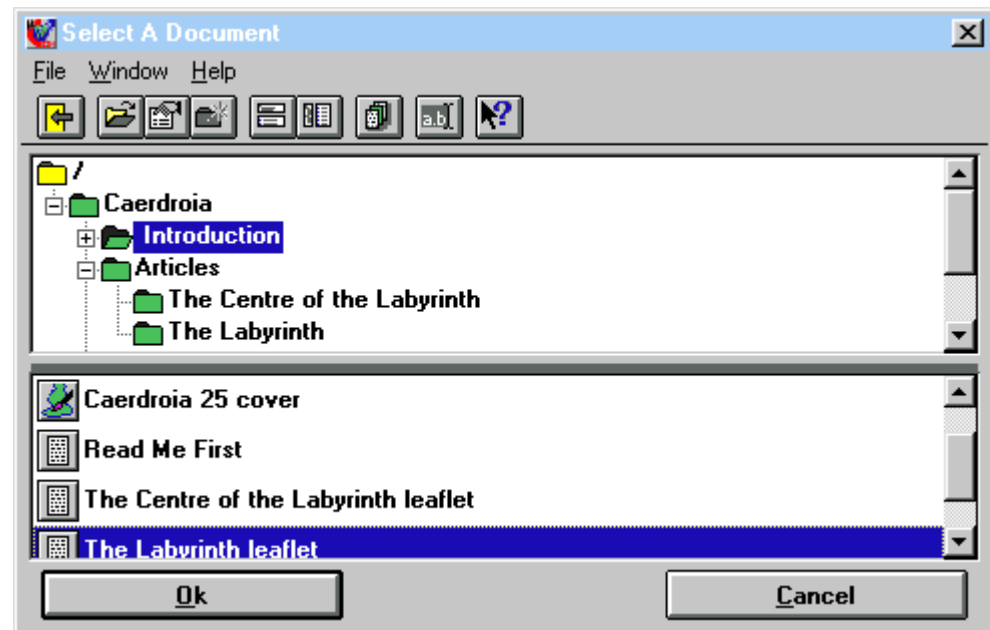 Select A Document
File Window Help
a.b
?
/
Caerdroia
Introduction
Articles
The Centre of the Labyrinth
The Labyrinth
Caerdroia 25 cover
Read Me First
The Centre of the Labyrinth leaflet
The Labyrinth leaflet
Ok Cancel